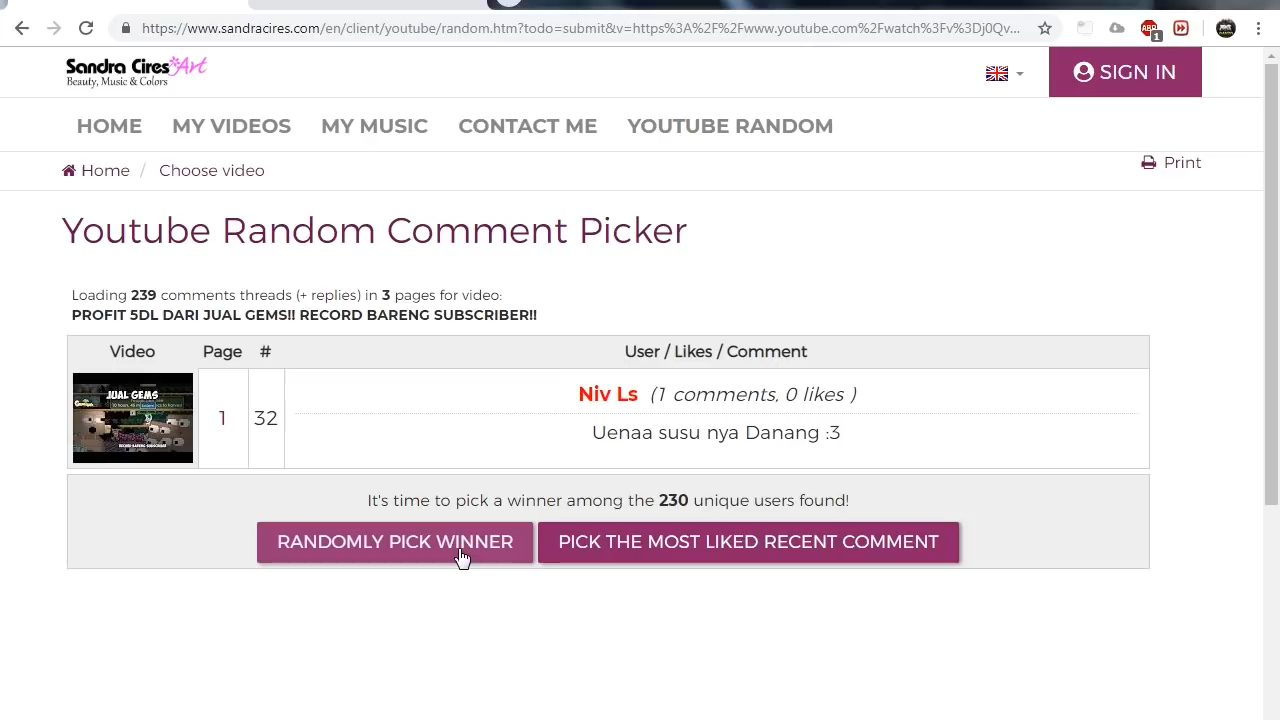 https://www.sandracires.com/en/client/youtube/random.htm?todo=submit&v=https%3A%2F%2Fwww.youtube.com%2Fwatch%3Fv%3Dj0Qv...
1
Sandra Cires Art
Beauty, Music & Colors
SIGN IN
HOME MY VIDEOS MY MUSIC CONTACT ME YOUTUBE RANDOM
Home / Choose video
Print
Youtube Random Comment Picker
Loading 239 comments threads (+ replies) in 3 pages for video:
PROFIT 5DL DARI JUAL GEMS!! RECORD BARENG SUBSCRIBER!!
Video Page # User / Likes / Comment
JUAL GEMS
1 32
Niv Ls (1 comments, 0 likes )
Uenaa susu nya Danang :3
It's time to pick a winner among the 230 unique users found!
RANDOMLY PICK WINNER PICK THE MOST LIKED RECENT COMMENT